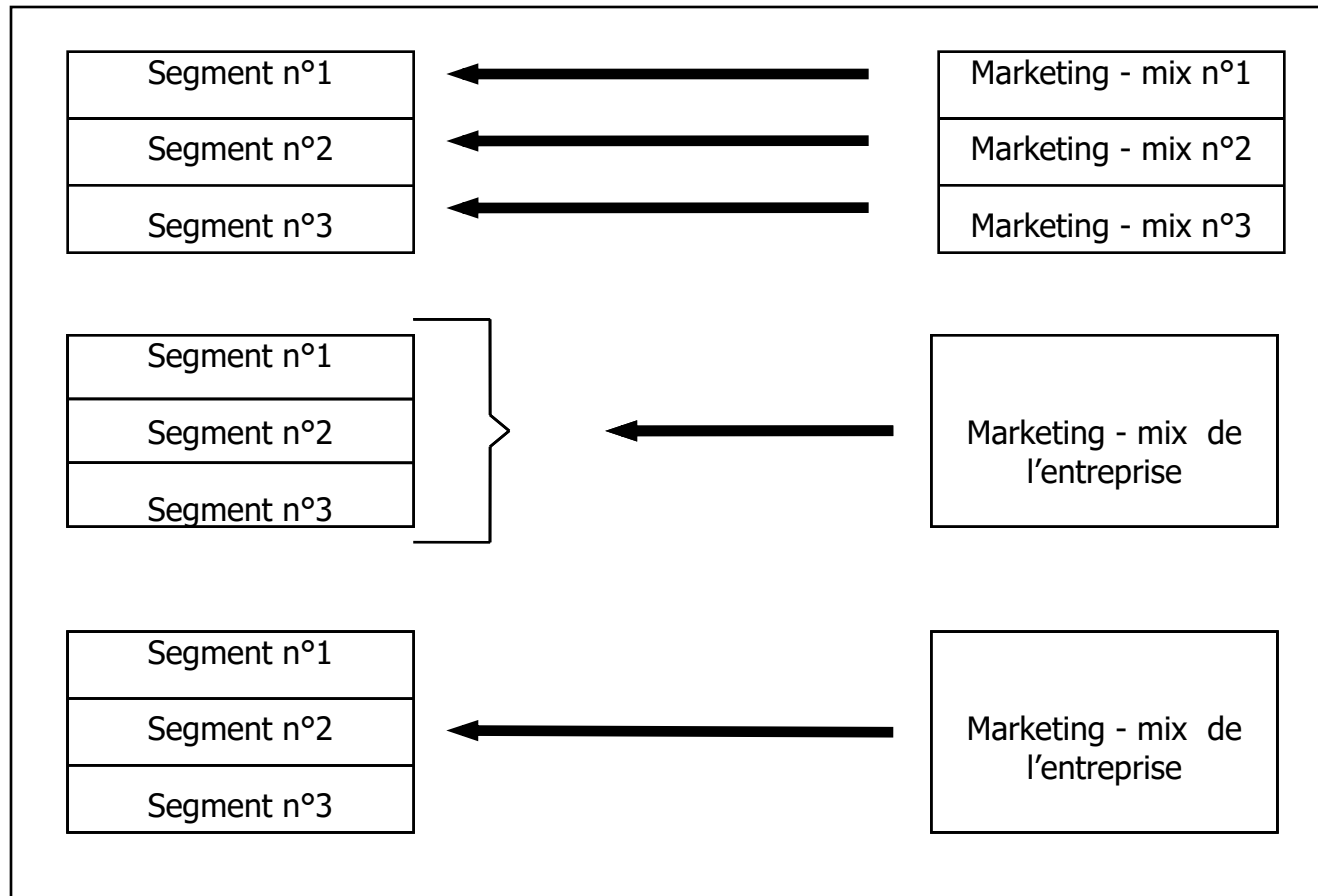 Segment n°1
Marketing - mix n°1
Segment n°2
Marketing - mix n°2
Segment n°3
Marketing - mix n°3
Segment n°1
Segment n°2
Segment n°3
Marketing - mix de
l’entreprise
Segment n°1
Segment n°2
Segment n°3
Marketing - mix de
l’entreprise